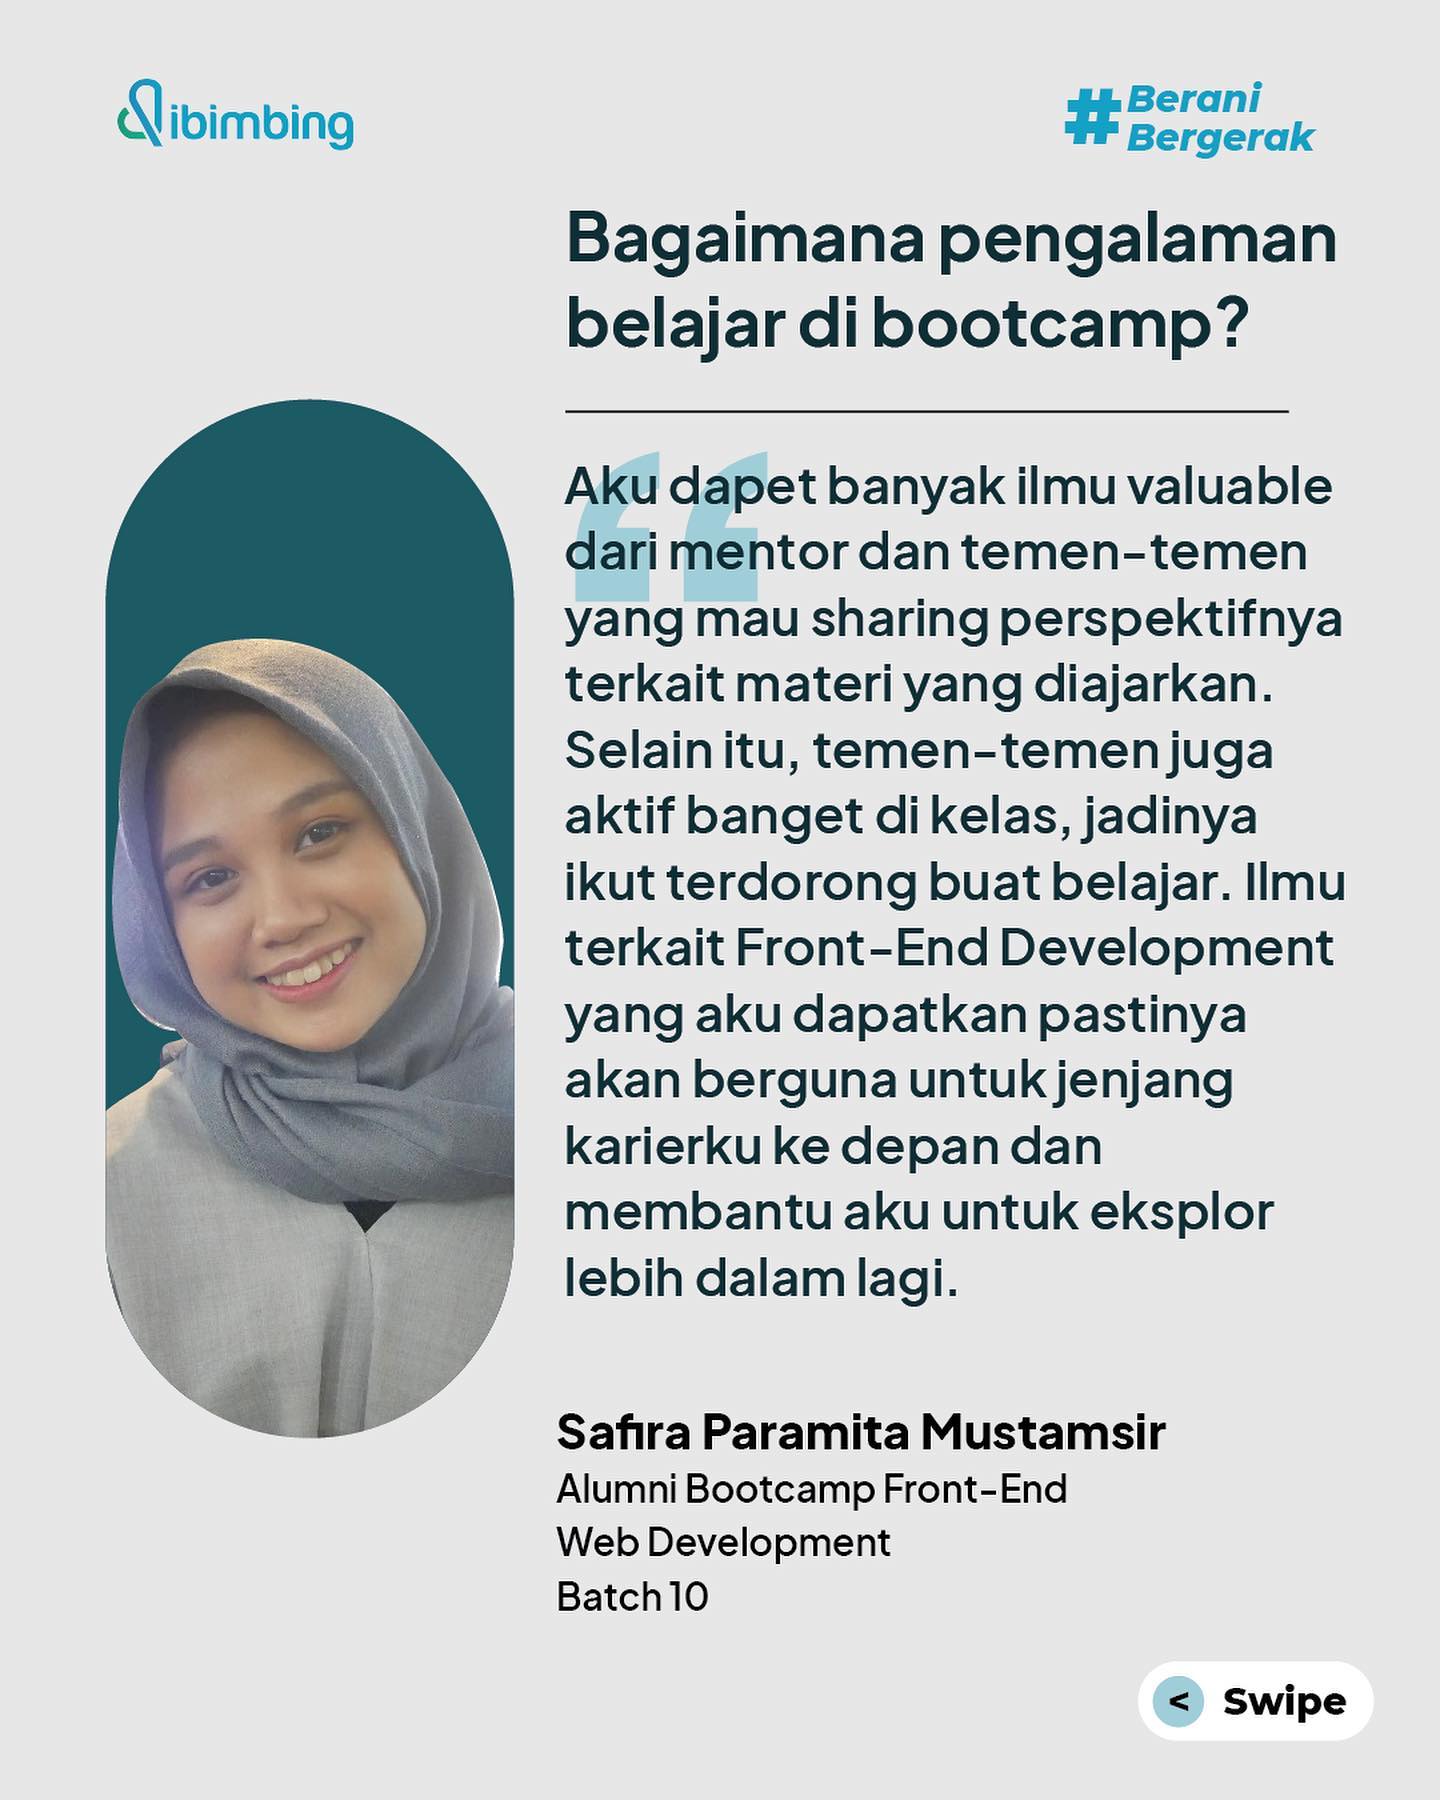 dibimbing
#Berani
Bergerak
Bagaimana pengalaman
belajar di bootcamp?
Aku dapet banyak ilmu valuable
dari mentor dan temen-temen
yang mau sharing perspektifnya
terkait materi yang diajarkan.
Selain itu, temen-temen juga
aktif banget di kelas, jadinya
ikut terdorong buat belajar. Ilmu
terkait Front-End Development
yang aku dapatkan pastinya
akan berguna untuk jenjang
karierku ke depan dan
membantu aku untuk eksplor
lebih dalam lagi.
Safira Paramita Mustamsir
Alumni Bootcamp Front-End
Web Development
Batch 10
< Swipe